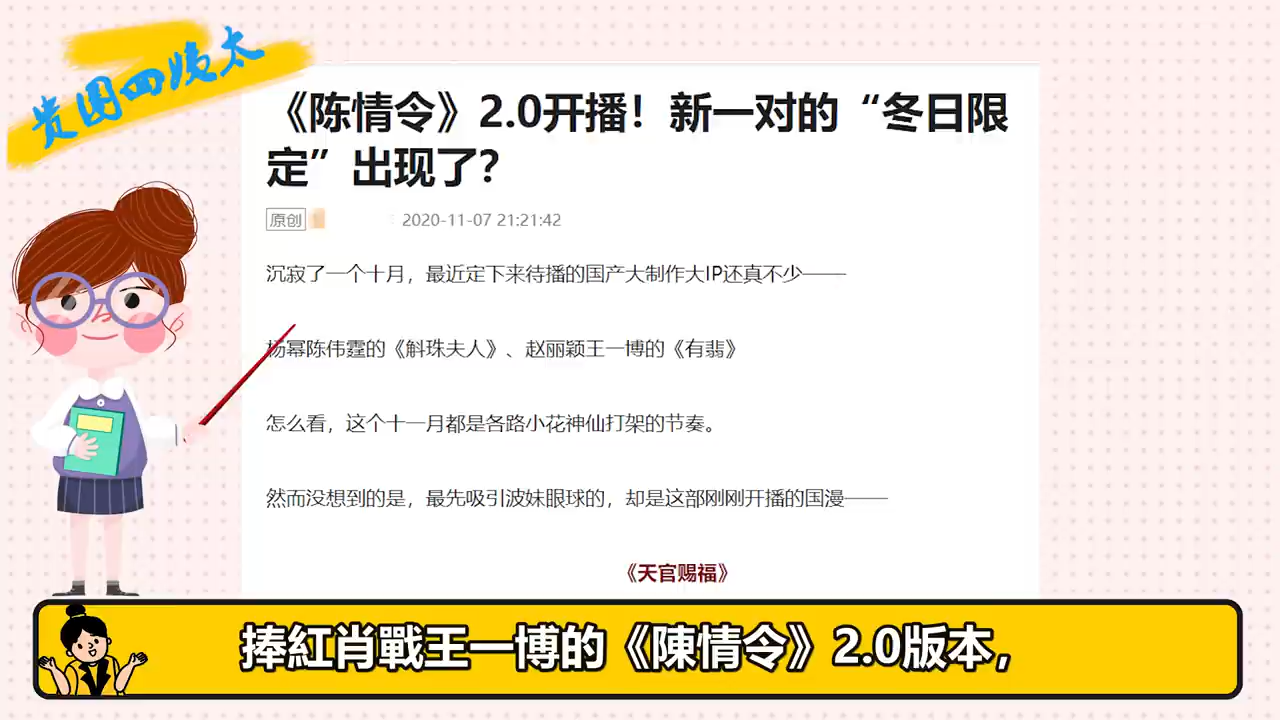 贵圈四姨太
《陈情令》2.0开播！新一对的“冬日限
定”出现了？
原创 2020-11-07 21:21:42
沉寂了一个十月，最近定下来待播的国产大制作大IP还真不少——
杨幂陈伟霆的《斛珠夫人》、赵丽颖王一博的《有翡》
怎么看，这个十一月都是各路小花神仙打架的节奏。
然而没想到的是，最先吸引波妹眼球的，却是这部刚刚开播的国漫——
《天官赐福》
捧紅肖戰王一博的《陳情令》2.0版本，